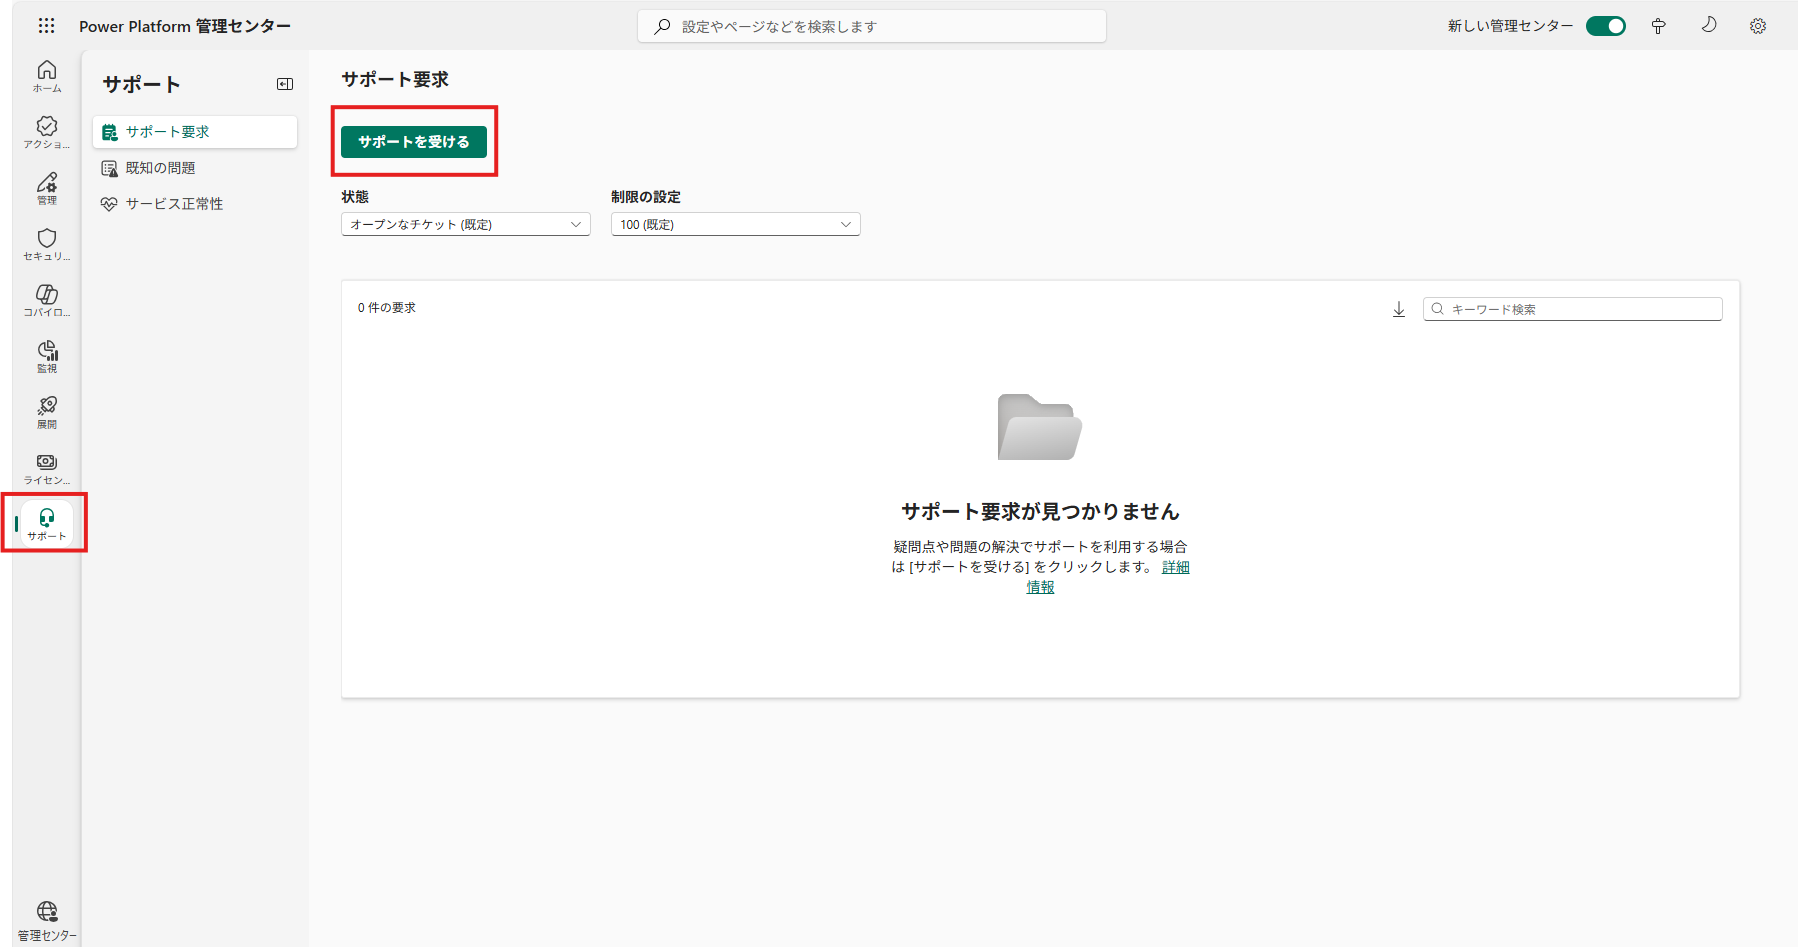 Power Platform 管理センター
設定やページなどを検索します
新しい管理センター
ホーム
アクショ...
管理
セキュリ...
コパイロ...
監視
展開
ライセン...
サポート
管理センター
サポート
サポート要求
既知の問題
サービス正常性
サポート要求
サポートを受ける
状態
制限の設定
オープンなチケット (既定)
100 (既定)
0 件の要求
キーワード検索
サポート要求が見つかりません
疑問点や問題の解決でサポートを利用する場合
は [サポートを受ける] をクリックします。 詳細
情報